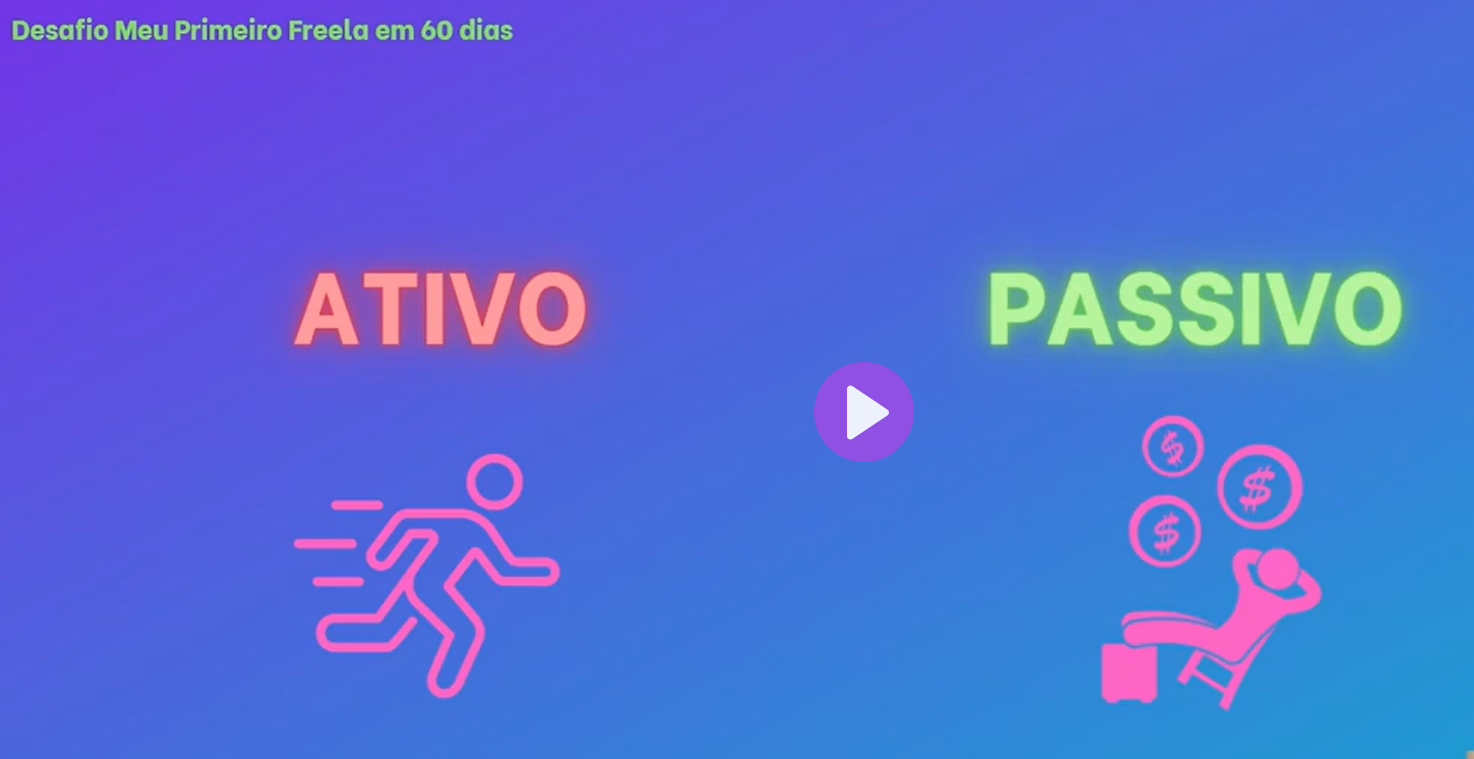 Desafio Meu Primeiro Freela em 60 dias
ATIVO
PASSIVO
$
$
$